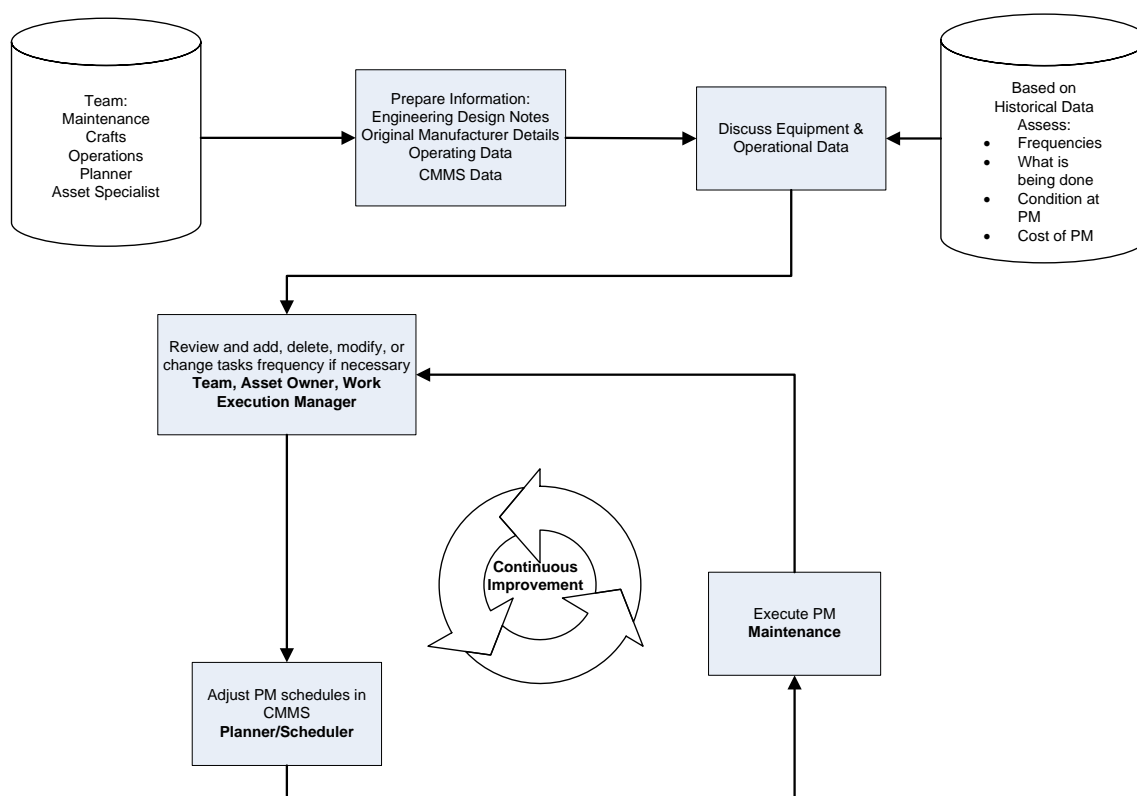 Team:
Maintenance
Crafts
Operations
Planner
Asset Specialist
Prepare Information:
Engineering Design Notes
Original Manufacturer Details
Operating Data
CMMS Data
Discuss Equipment &
Operational Data
Based on
Historical Data
Assess:
• Frequencies
• What is
being done
• Condition at
PM
• Cost of PM
Review and add, delete, modify, or
change tasks frequency if necessary
Team, Asset Owner, Work
Execution Manager
Continuous
Improvement
Execute PM
Maintenance
Adjust PM schedules in
CMMS
Planner/Scheduler